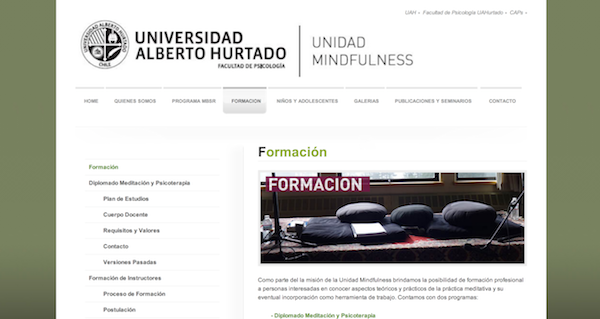 UAH - Facultad de Psicología UAHurtado - CAPs -
UNIVERSIDAD
ALBERTO HURTADO
FACULTAD DE PSICOLOGÍA
UNIDAD
MINDFULNESS
UNIVERSIDAD ALBERTO HURTADO
CHILE
HOME QUIENES SOMOS PROGRAMA MBSR FORMACION NIÑOS Y ADOLESCENTES GALERIAS PUBLICACIONES Y SEMINARIOS CONTACTO
Formación
Diplomado Meditación y Psicoterapia
Plan de Estudios
Cuerpo Docente
Requisitos y Valores
Contacto
Versiones Pasadas
Formación de Instructores
Proceso de Formación
Postulación
Formación
FORMACION
Como parte del la misión de la Unidad Mindfulness brindamos la posibilidad de formación profesional
a personas interesadas en conocer aspectos teóricos y prácticos de la práctica meditativa y su
eventual incorporación como herramienta de trabajo. Contamos con dos programas:
- Diplomado Meditación y Psicoterapia